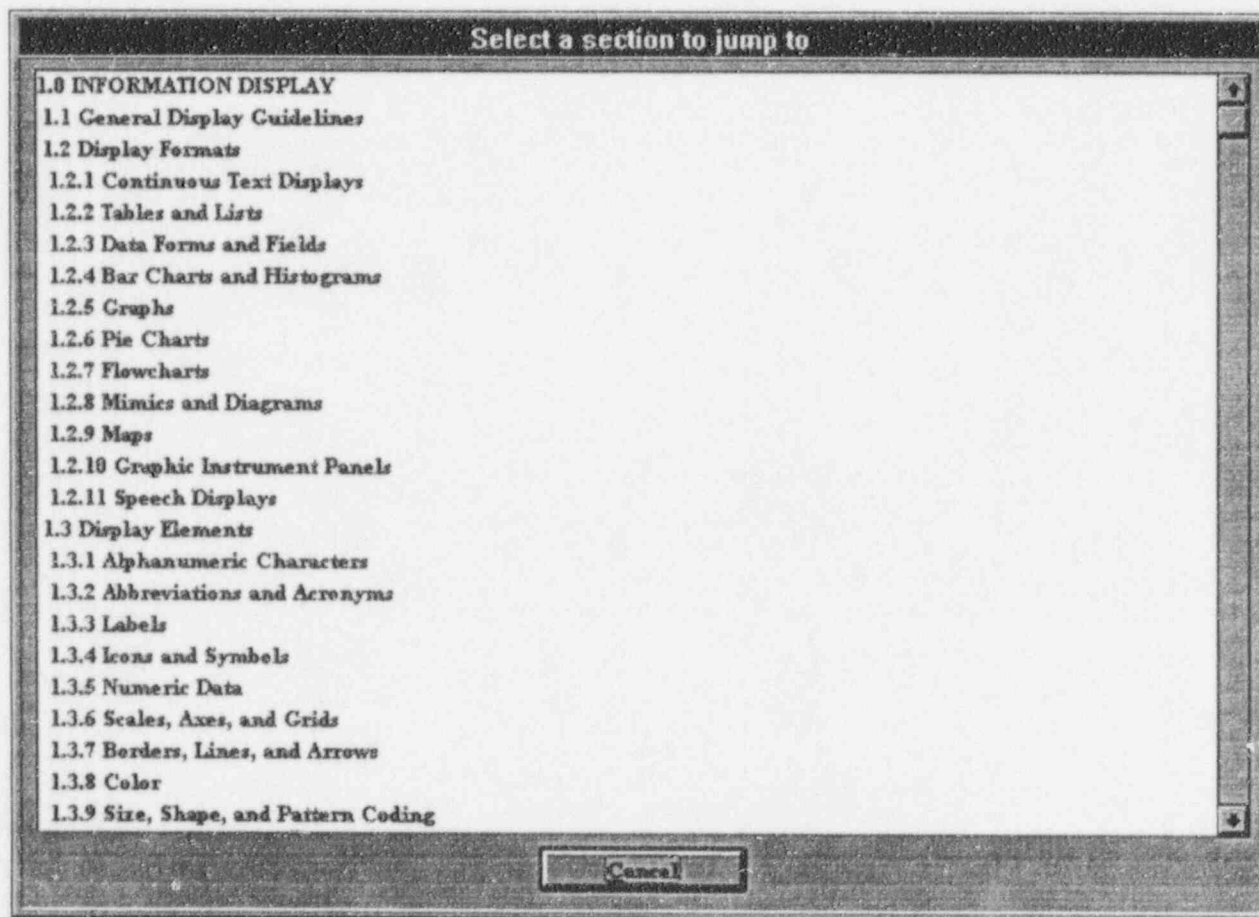 Select a section to jump to
1.0 INFORMATION DISPLAY
1.1 General Display Guidelines
1.2 Display Formats
1.2.1 Continuous Text Displays
1.2.2 Tables and Lists
1.2.3 Data Forms and Fields
1.2.4 Bar Charts and Histograms
1.2.5 Graphs
1.2.6 Pie Charts
1.2.7 Flowcharts
1.2.8 Mimics and Diagrams
1.2.9 Maps
1.2.10 Graphic Instrument Panels
1.2.11 Speech Displays
1.3 Display Elements
1.3.1 Alphanumeric Characters
1.3.2 Abbreviations and Acronyms
1.3.3 Labels
1.3.4 Icons and Symbols
1.3.5 Numeric Data
1.3.6 Scales, Axes, and Grids
1.3.7 Borders, Lines, and Arrows
1.3.8 Color
1.3.9 Size, Shape, and Pattern Coding
Cancel